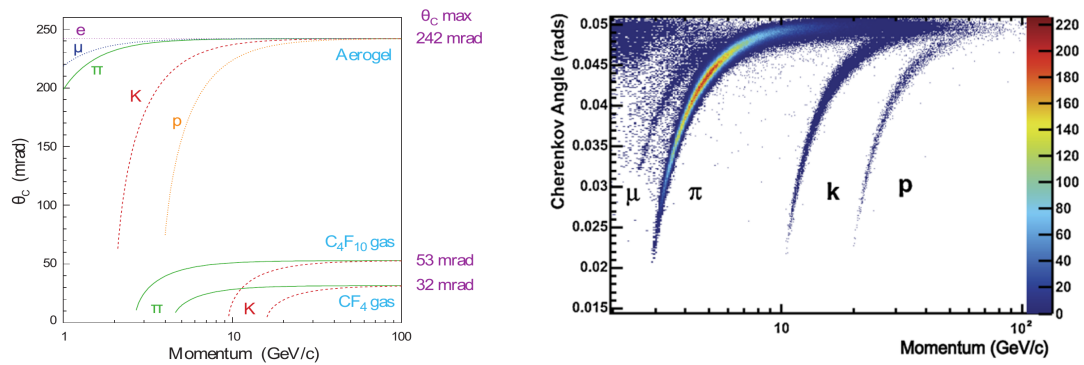 θC max
242 mrad
e
μ
π
K
p
Aerogel
C4F10 gas
53 mrad
32 mrad
CF4 gas
π
K
250
200
150
100
50
0
θC (mrad)
1
10
100
Momentum (GeV/c)
Cherenkov Angle (rads)
0.05
0.045
0.04
0.035
0.03
0.025
0.02
0.015
μ
π
k
p
10
10²
Momentum (GeV/c)
220
200
180
160
140
120
100
80
60
40
20
0